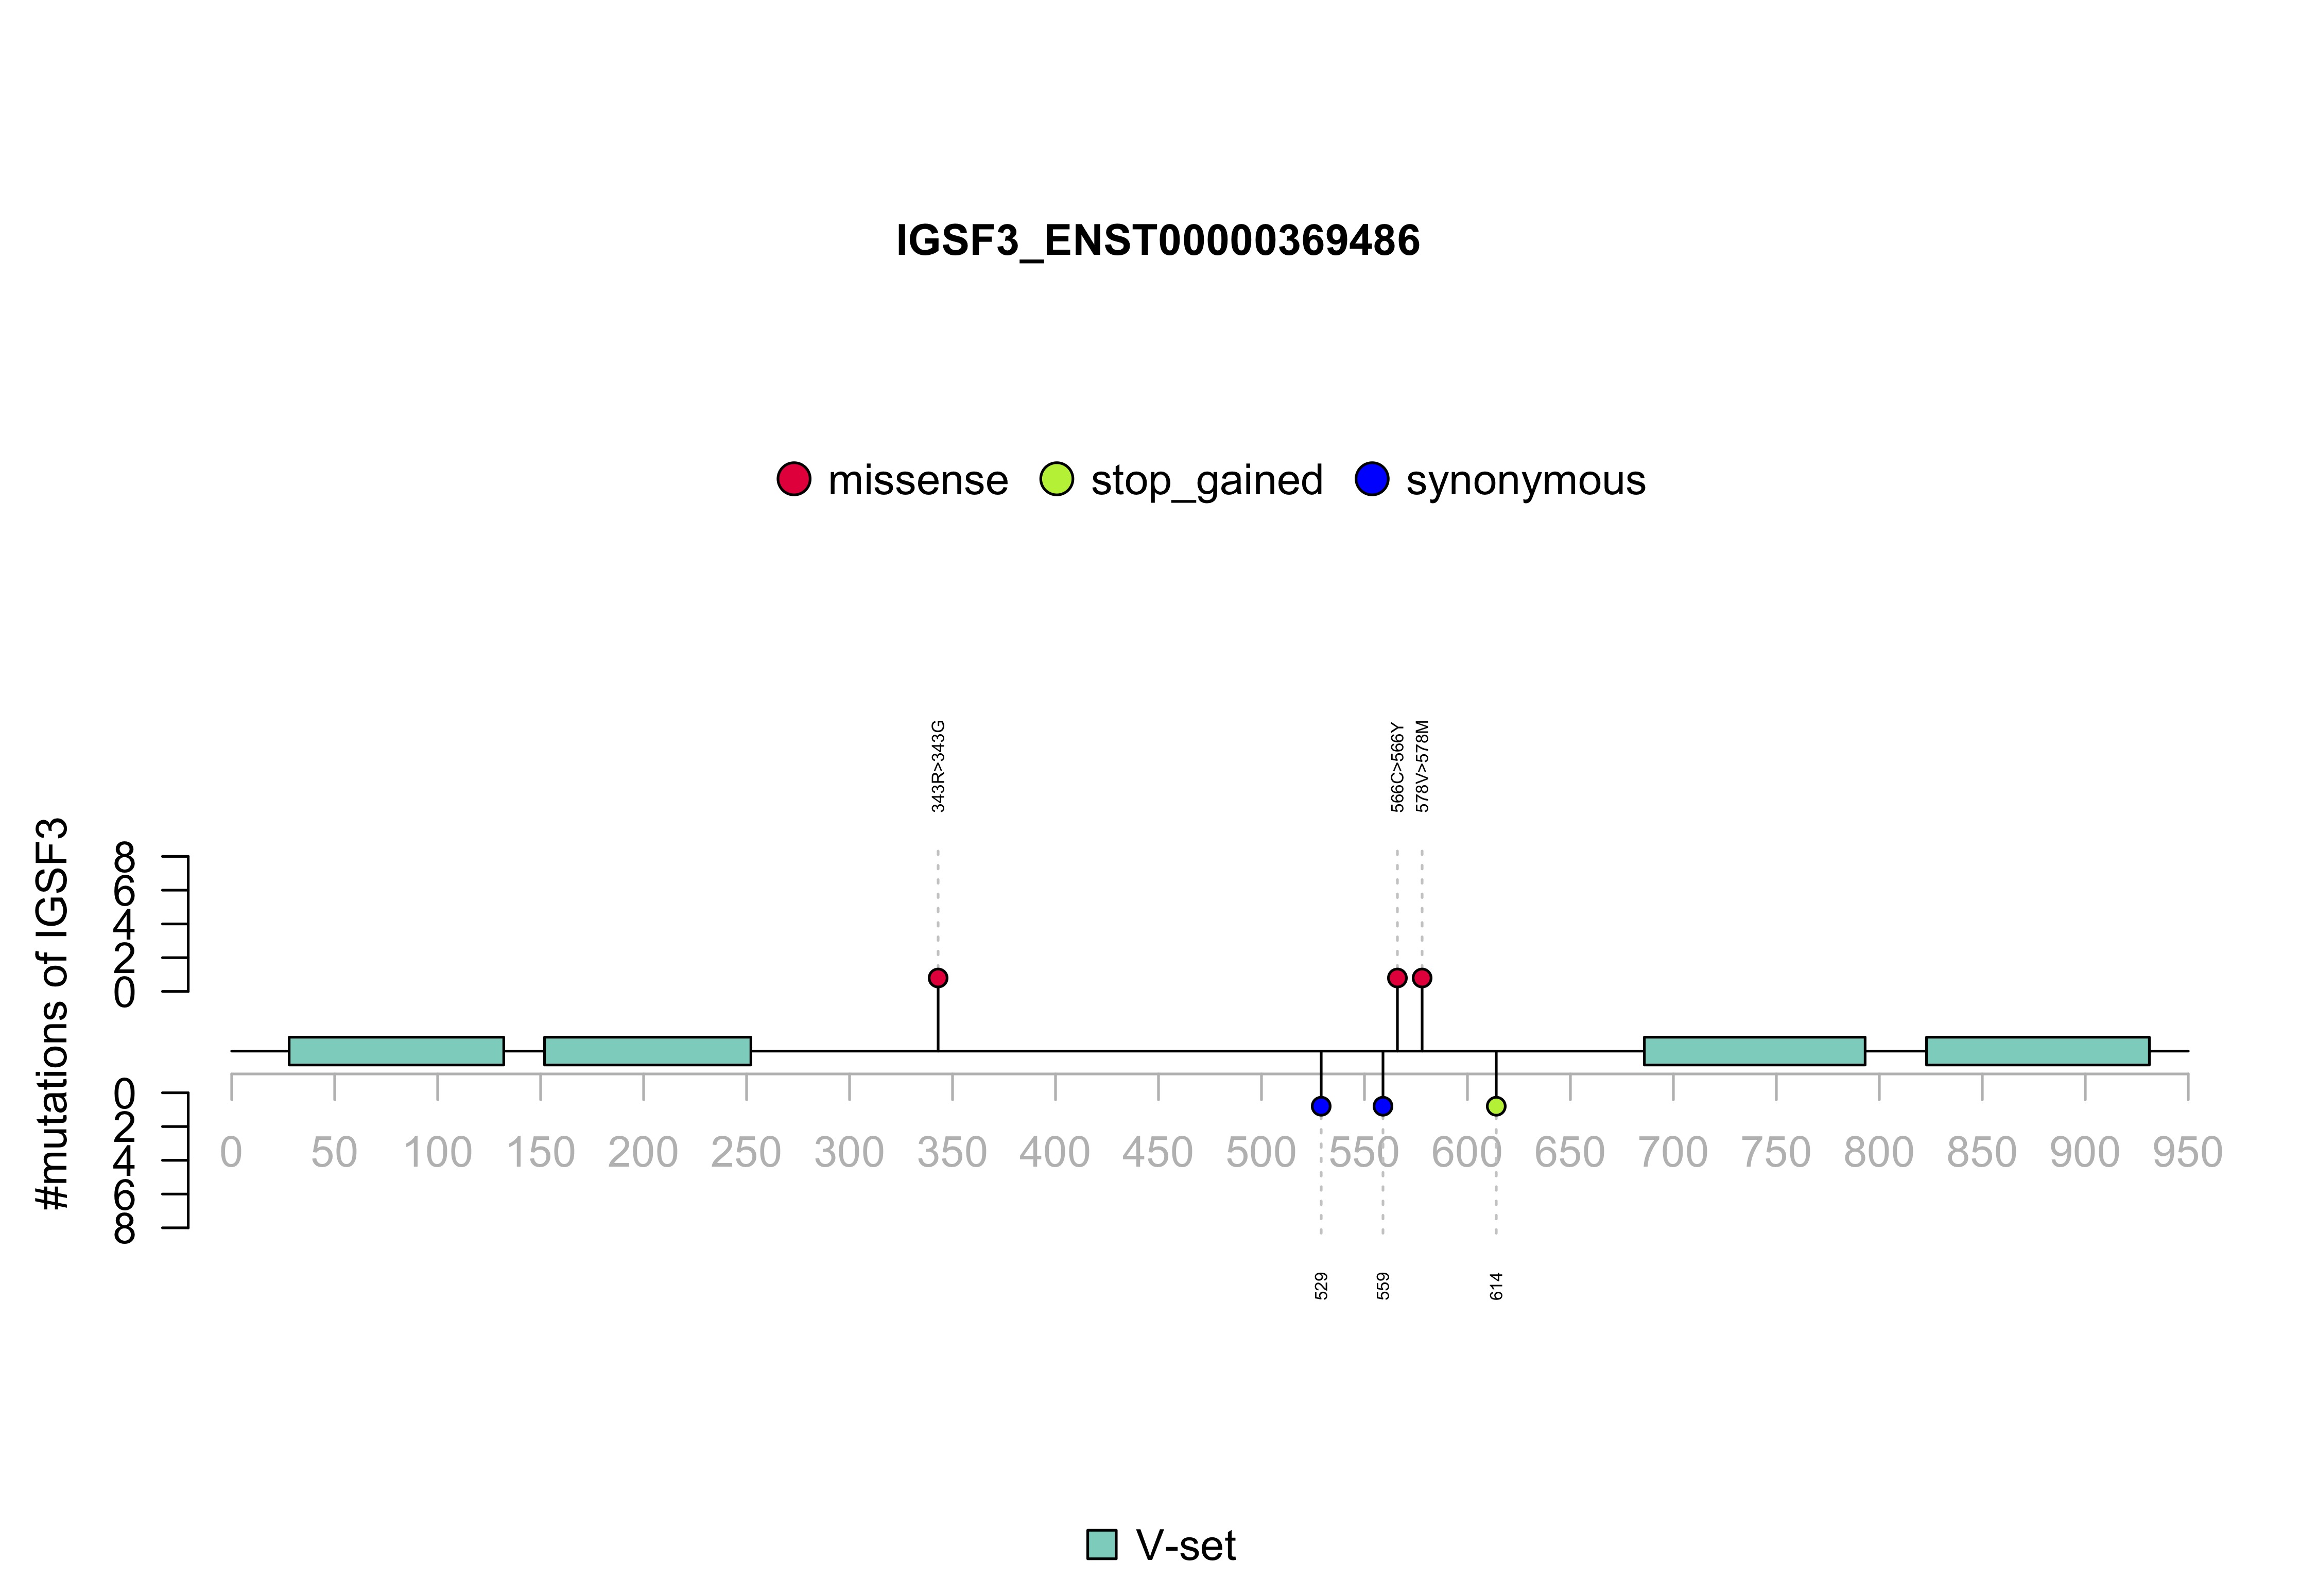 IGSF3_ENST00000369486
missense stop_gained synonymous
343R>343G 566C>566Y 578V>578M
#mutations of IGSF3
8
6
4
2
0
0
2
4
6
8
0 50 100 150 200 250 300 350 400 450 500 550 600 650 700 750 800 850 900 950
529 559 614
V-set